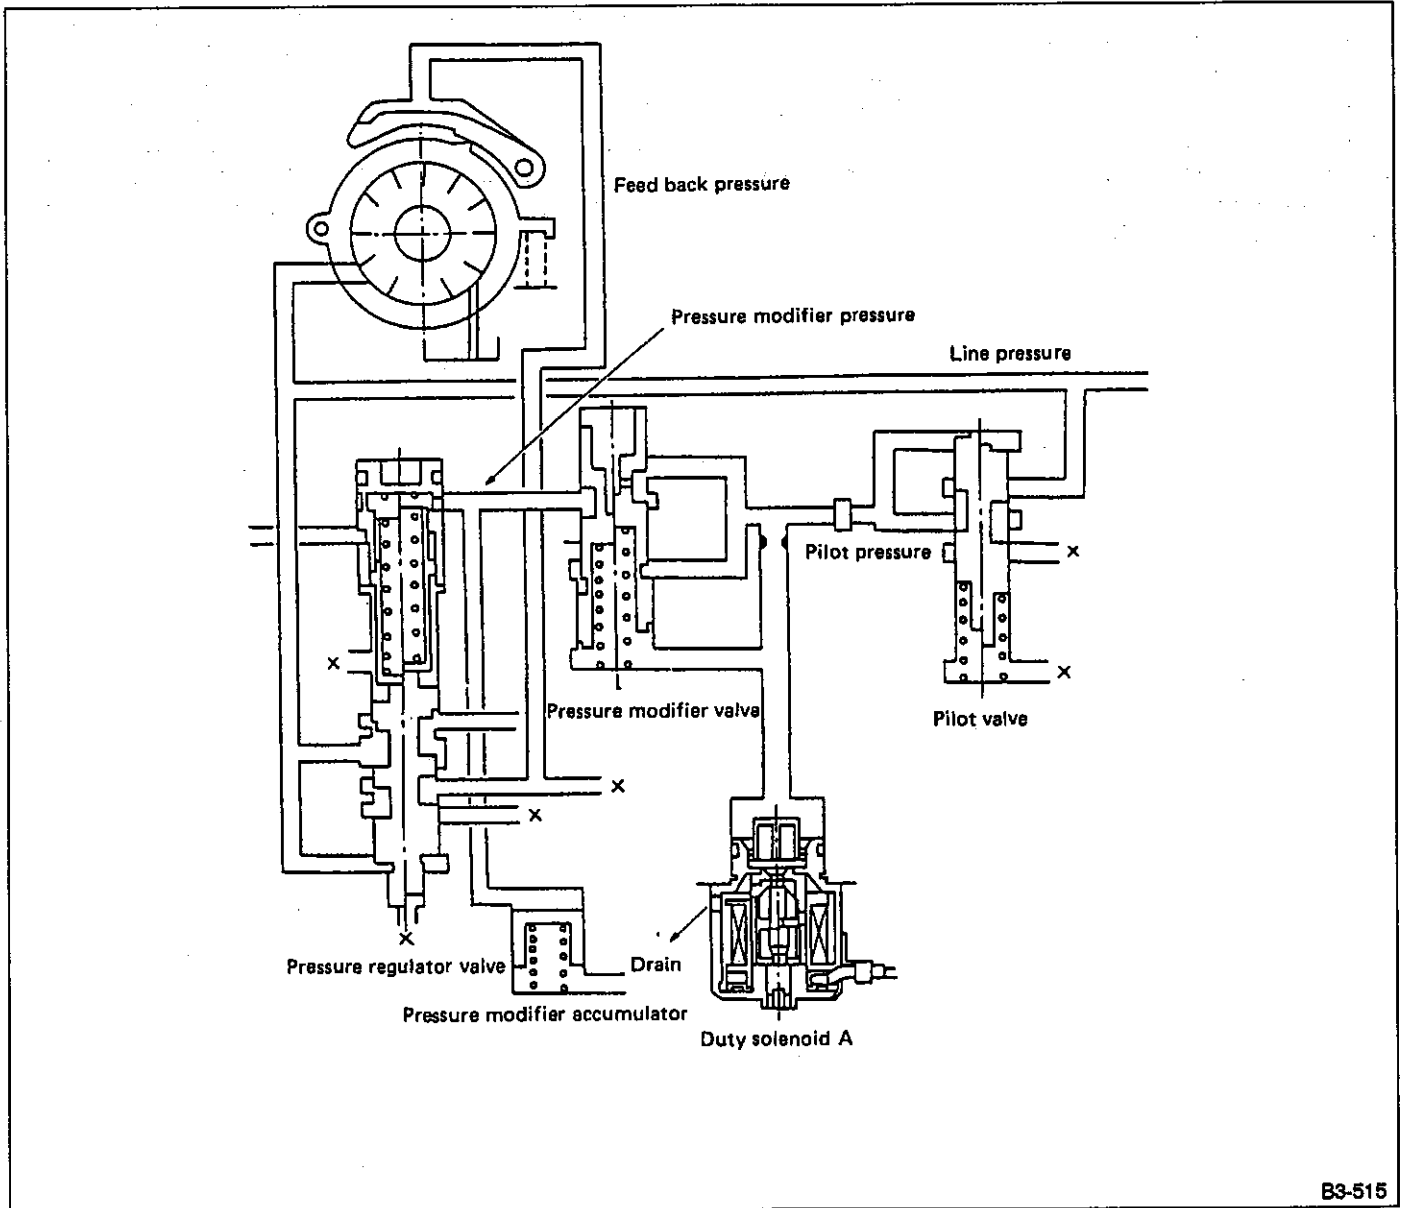 Feed back pressure
Pressure modifier pressure
Line pressure
Pilot pressure
Pressure modifier valve
Pilot valve
Pressure regulator valve
Drain
Pressure modifier accumulator
Duty solenoid A
B3-515